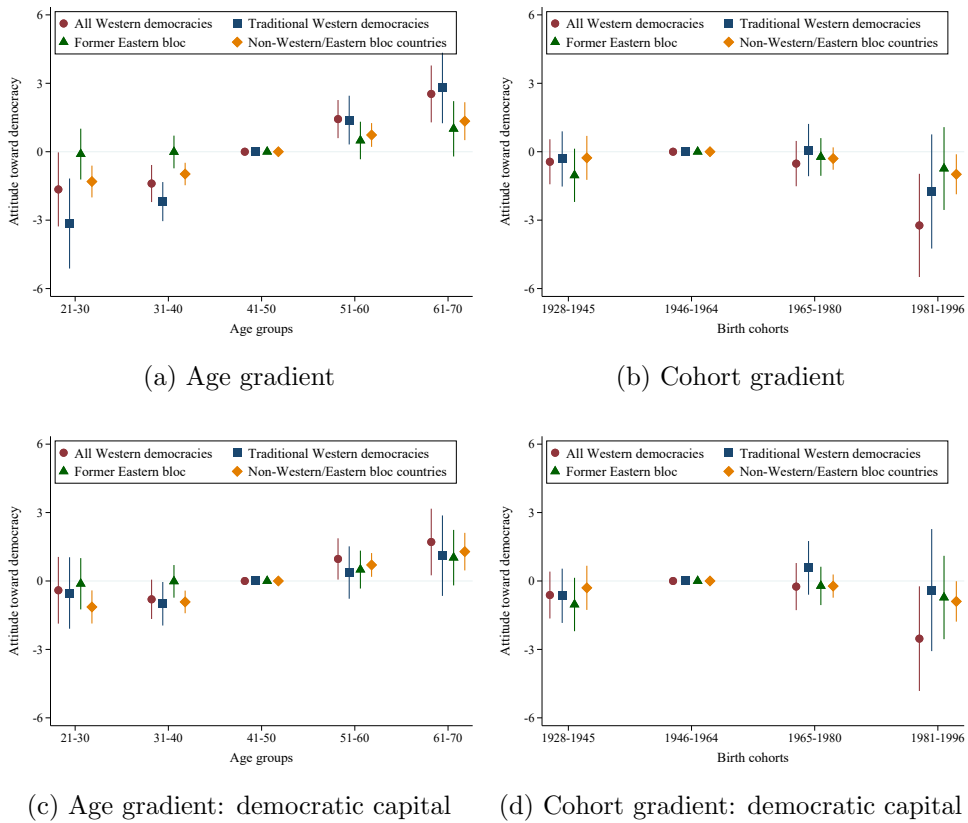 All Western democracies Traditional Western democracies
Former Eastern bloc Non-Western/Eastern bloc countries
Attitude toward democracy
6
3
0
-3
-6
21-30 31-40 41-50 51-60 61-70
Age groups
(a) Age gradient
All Western democracies Traditional Western democracies
Former Eastern bloc Non-Western/Eastern bloc countries
Attitude toward democracy
6
3
0
-3
-6
1928-1945 1946-1964 1965-1980 1981-1996
Birth cohorts
(b) Cohort gradient
All Western democracies Traditional Western democracies
Former Eastern bloc Non-Western/Eastern bloc countries
Attitude toward democracy
6
3
0
-3
-6
21-30 31-40 41-50 51-60 61-70
Age groups
(c) Age gradient: democratic capital
All Western democracies Traditional Western democracies
Former Eastern bloc Non-Western/Eastern bloc countries
Attitude toward democracy
6
3
0
-3
-6
1928-1945 1946-1964 1965-1980 1981-1996
Birth cohorts
(d) Cohort gradient: democratic capital